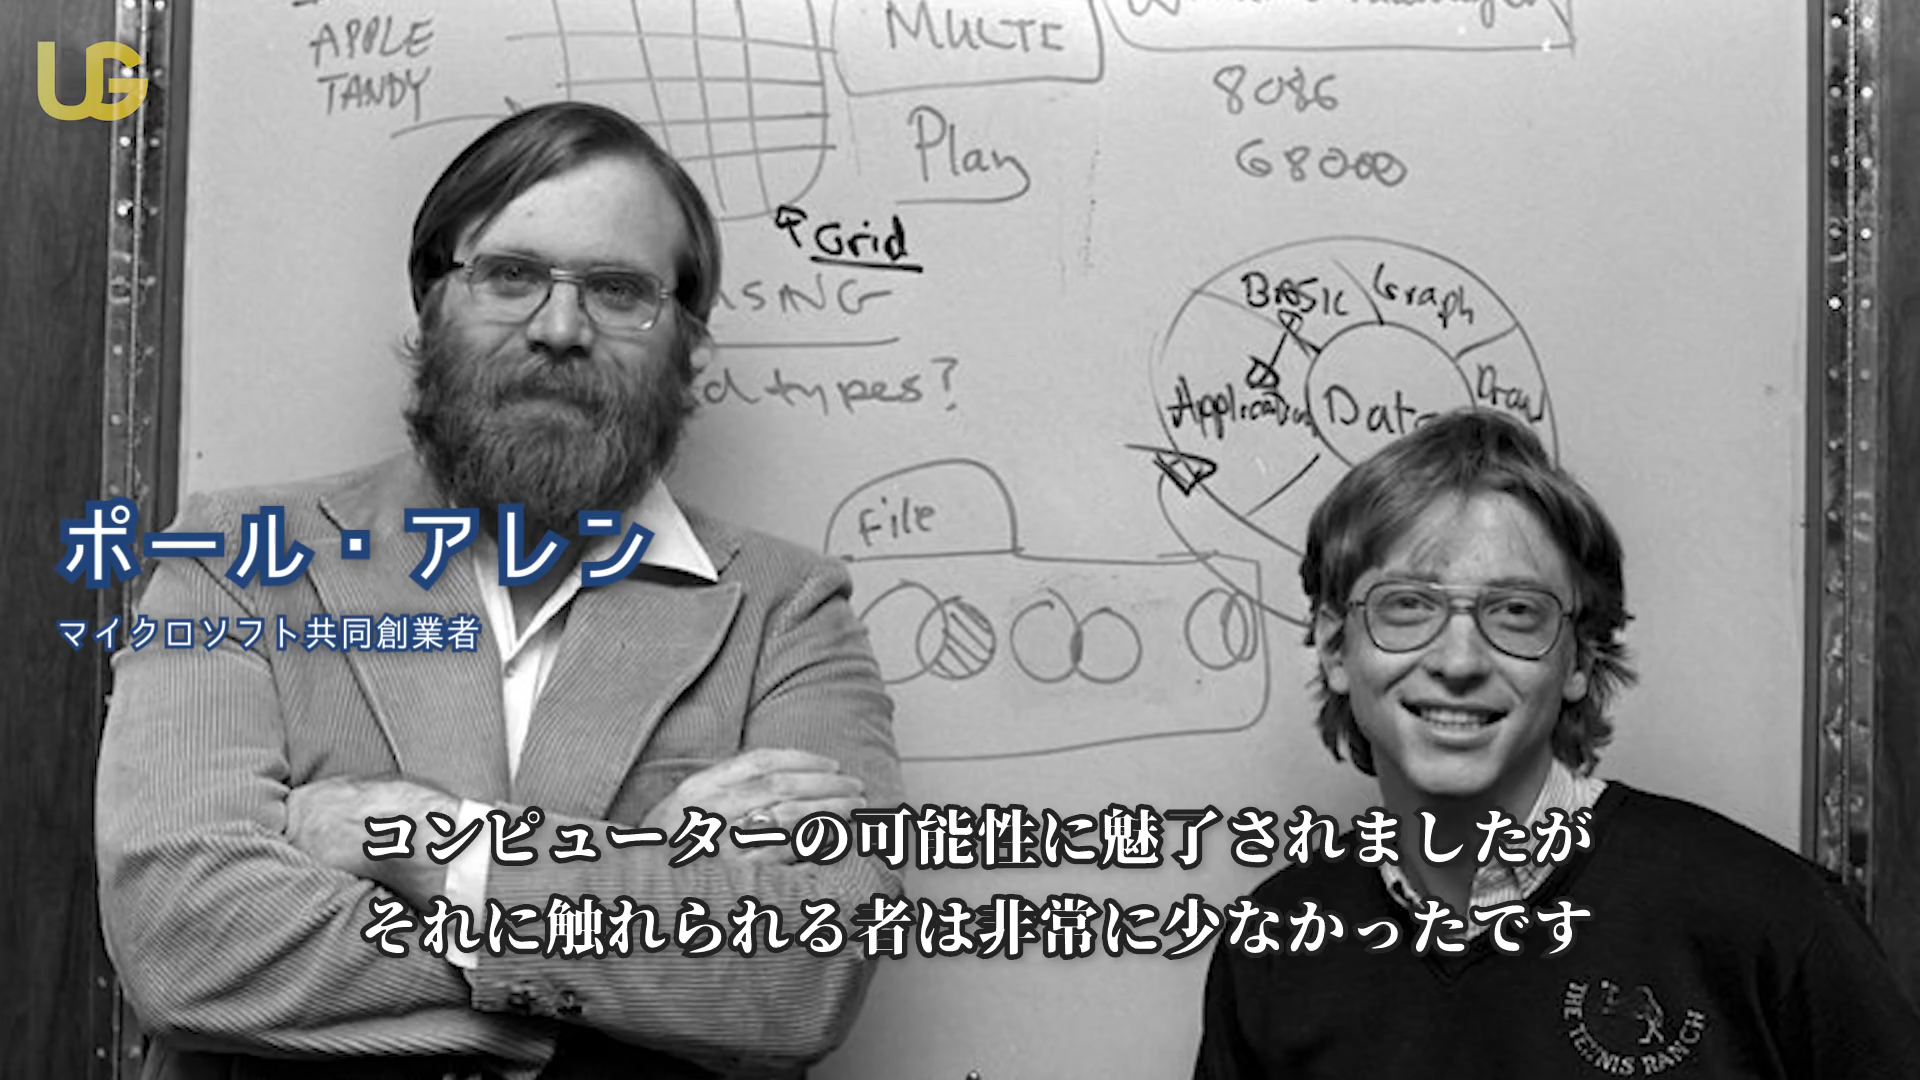 UG
APPLE
TANDY
MULTI
8086
68000
Play
Grid
BASIC
Graph
Application
Data
Draw
d types?
File
ポール・アレン
マイクロソフト共同創業者
コンピューターの可能性に魅了されましたが
それに触れられる者は非常に少なかったです
THE TENNIS RANCH